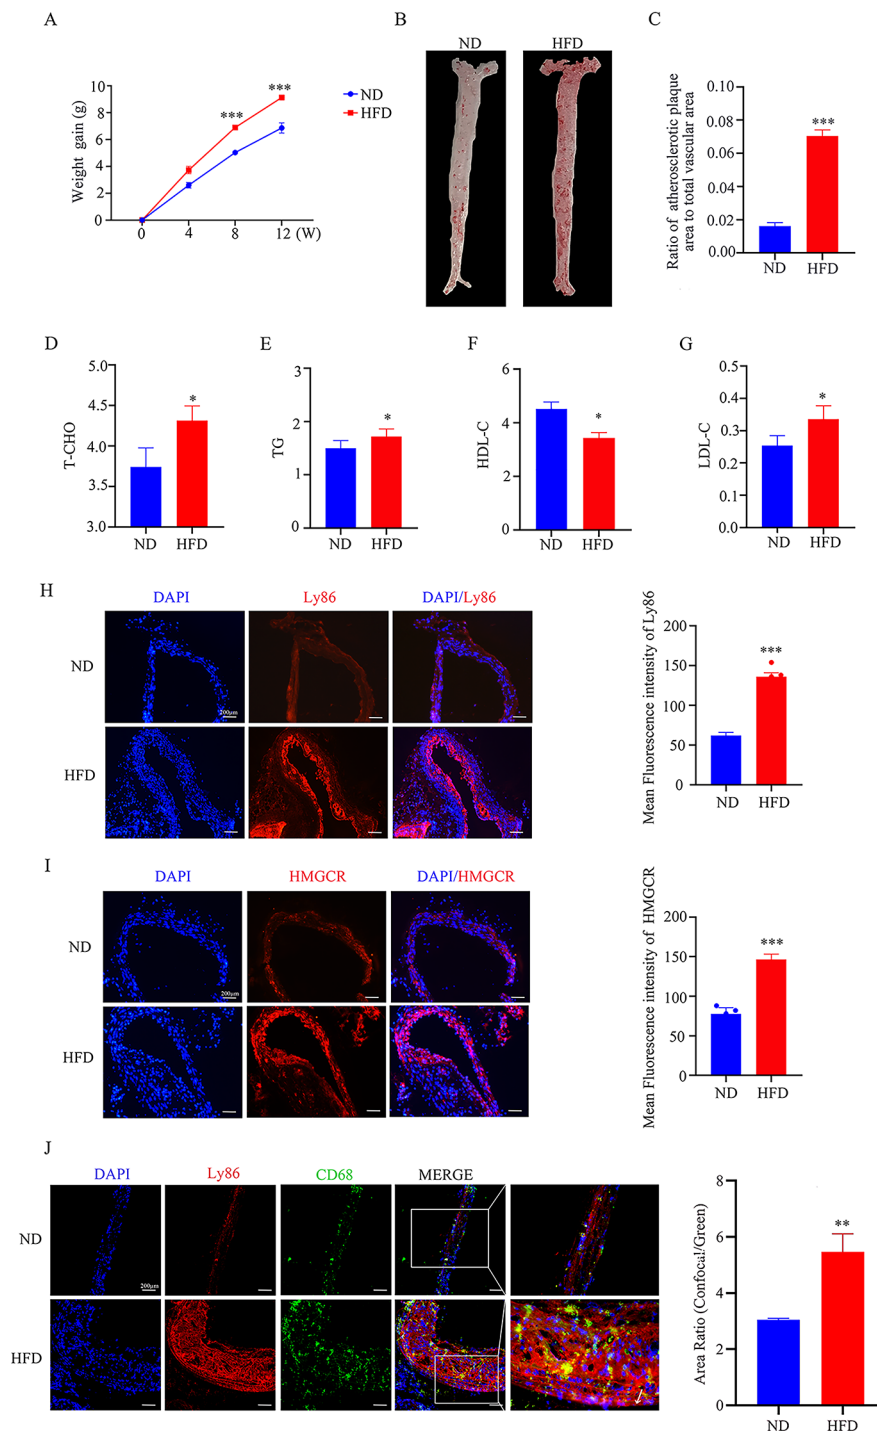 A
Weight gain (g)
10
8
6
4
2
0
***
***
0
4
8
12 (W)
ND
HFD
B
ND
HFD
C
Ratio of atherosclerotic plaque
area to total vascular area
0.10
0.08
0.06
0.04
0.02
0.00
***
ND
HFD
D
T-CHO
5.0
4.5
4.0
3.5
3.0
*
ND
HFD
E
TG
3
2
1
0
*
ND
HFD
F
HDL-C
6
4
2
0
*
ND
HFD
G
LDL-C
0.5
0.4
0.3
0.2
0.1
0.0
*
ND
HFD
H
DAPI
Ly86
DAPI/Ly86
ND
200μm
HFD
Mean Fluorescence intensity of Ly86
200
150
100
50
0
***
ND
HFD
I
DAPI
HMGCR
DAPI/HMGCR
ND
200μm
HFD
Mean Fluorescence intensity of HMGCR
200
150
100
50
0
***
ND
HFD
J
DAPI
Ly86
CD68
MERGE
ND
200μm
HFD
Area Ratio (Confocal/Green)
8
6
4
2
0
**
ND
HFD